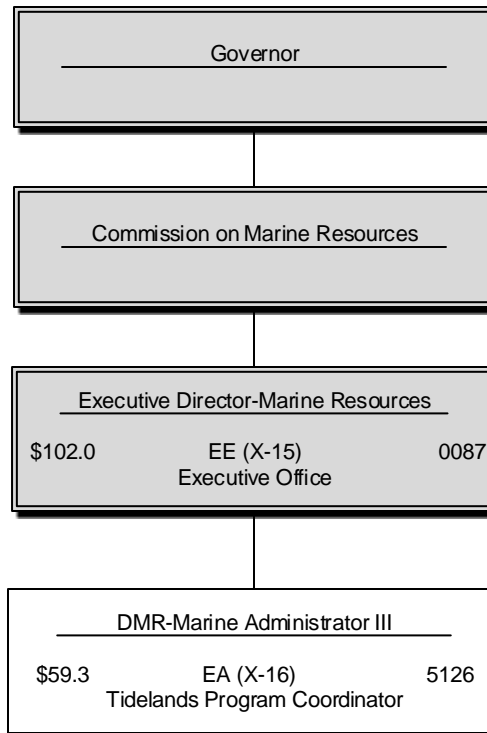 Governor
Commission on Marine Resources
Executive Director-Marine Resources
$102.0 EE (X-15) 0087
Executive Office
DMR-Marine Administrator III
$59.3 EA (X-16) 5126
Tidelands Program Coordinator